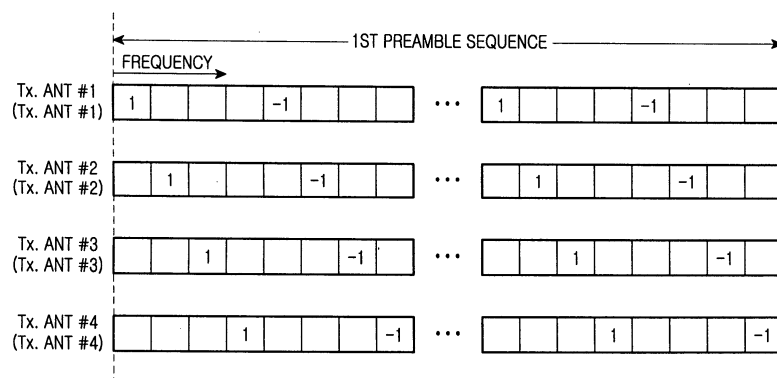 1ST PREAMBLE SEQUENCE
FREQUENCY
Tx. ANT #1
(Tx. ANT #1)
1 -1 ••• 1 -1
Tx. ANT #2
(Tx. ANT #2)
1 -1 ••• 1 -1
Tx. ANT #3
(Tx. ANT #3)
1 -1 ••• 1 -1
Tx. ANT #4
(Tx. ANT #4)
1 -1 ••• 1 -1